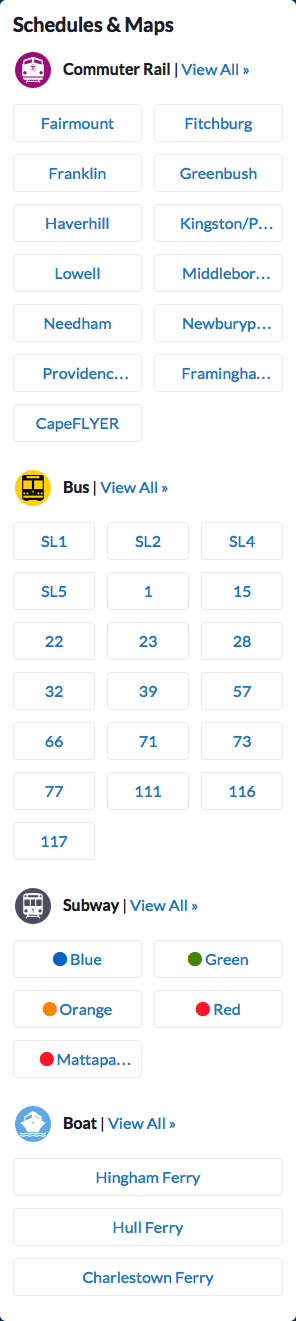 Schedules & Maps
Commuter Rail | View All »
Fairmount Fitchburg
Franklin Greenbush
Haverhill Kingston/P...
Lowell Middlebor...
Needham Newburyp...
Providenc... Framingha...
CapeFLYER
Bus | View All »
SL1 SL2 SL4
SL5 1 15
22 23 28
32 39 57
66 71 73
77 111 116
117
Subway | View All »
Blue Green
Orange Red
Mattapa...
Boat | View All »
Hingham Ferry
Hull Ferry
Charlestown Ferry